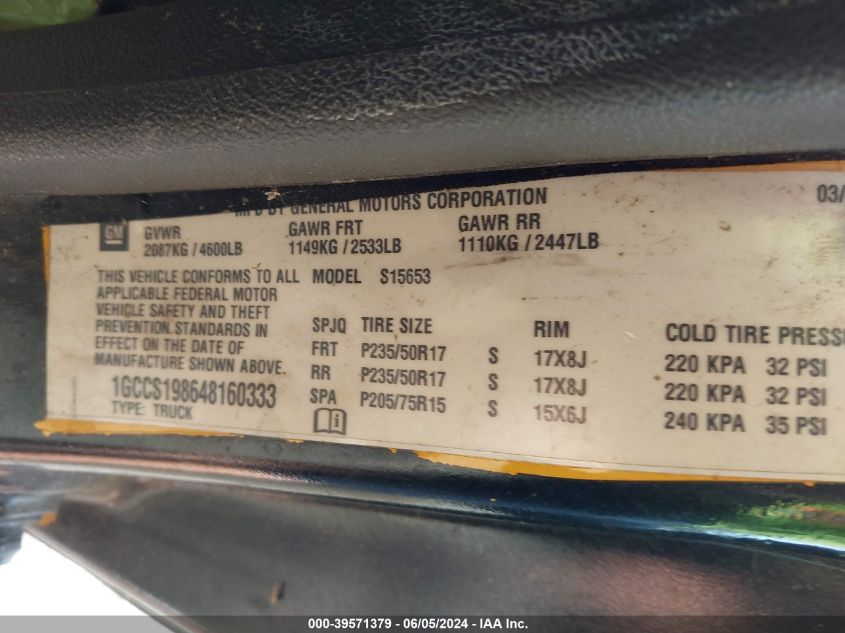 MFD BY GENERAL MOTORS CORPORATION 03/
GM
GVWR GAWR FRT GAWR RR
2087KG / 4600LB 1149KG / 2533LB 1110KG / 2447LB
THIS VEHICLE CONFORMS TO ALL
APPLICABLE FEDERAL MOTOR
VEHICLE SAFETY AND THEFT
PREVENTION STANDARDS IN
EFFECT ON THE DATE OF
MANUFACTURE SHOWN ABOVE.
1GCCS198648160333
TYPE: TRUCK
MODEL S15653
SPJQ TIRE SIZE RIM COLD TIRE PRESSU
FRT P235/50R17 S 17X8J 220 KPA 32 PSI
RR P235/50R17 S 17X8J 220 KPA 32 PSI
SPA P205/75R15 S 15X6J 240 KPA 35 PSI
000-39571379 - 06/05/2024 - IAA Inc.